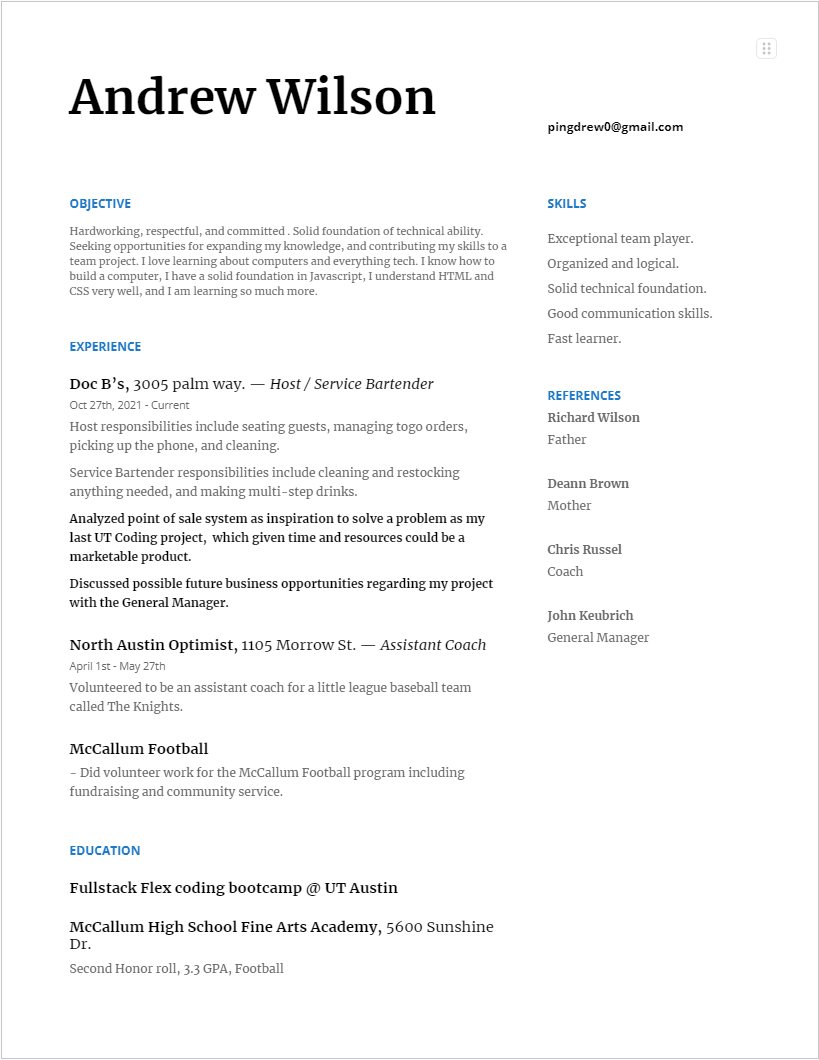 Andrew Wilson
pingdrew0@gmail.com
OBJECTIVE
Hardworking, respectful, and committed . Solid foundation of technical ability.
Seeking opportunities for expanding my knowledge, and contributing my skills to a
team project. I love learning about computers and everything tech. I know how to
build a computer, I have a solid foundation in Javascript, I understand HTML and
CSS very well, and I am learning so much more.
EXPERIENCE
Doc B’s, 3005 palm way. — Host / Service Bartender
Oct 27th, 2021 - Current
Host responsibilities include seating guests, managing togo orders,
picking up the phone, and cleaning.
Service Bartender responsibilities include cleaning and restocking
anything needed, and making multi-step drinks.
Analyzed point of sale system as inspiration to solve a problem as my
last UT Coding project,  which given time and resources could be a
marketable product.
Discussed possible future business opportunities regarding my project
with the General Manager.
North Austin Optimist, 1105 Morrow St. — Assistant Coach
April 1st - May 27th
Volunteered to be an assistant coach for a little league baseball team
called The Knights.
McCallum Football
- Did volunteer work for the McCallum Football program including
fundraising and community service.
EDUCATION
Fullstack Flex coding bootcamp @ UT Austin
McCallum High School Fine Arts Academy, 5600 Sunshine
Dr.
Second Honor roll, 3.3 GPA, Football
SKILLS
Exceptional team player.
Organized and logical.
Solid technical foundation.
Good communication skills.
Fast learner.
REFERENCES
Richard Wilson
Father
Deann Brown
Mother
Chris Russel
Coach
John Keubrich
General Manager